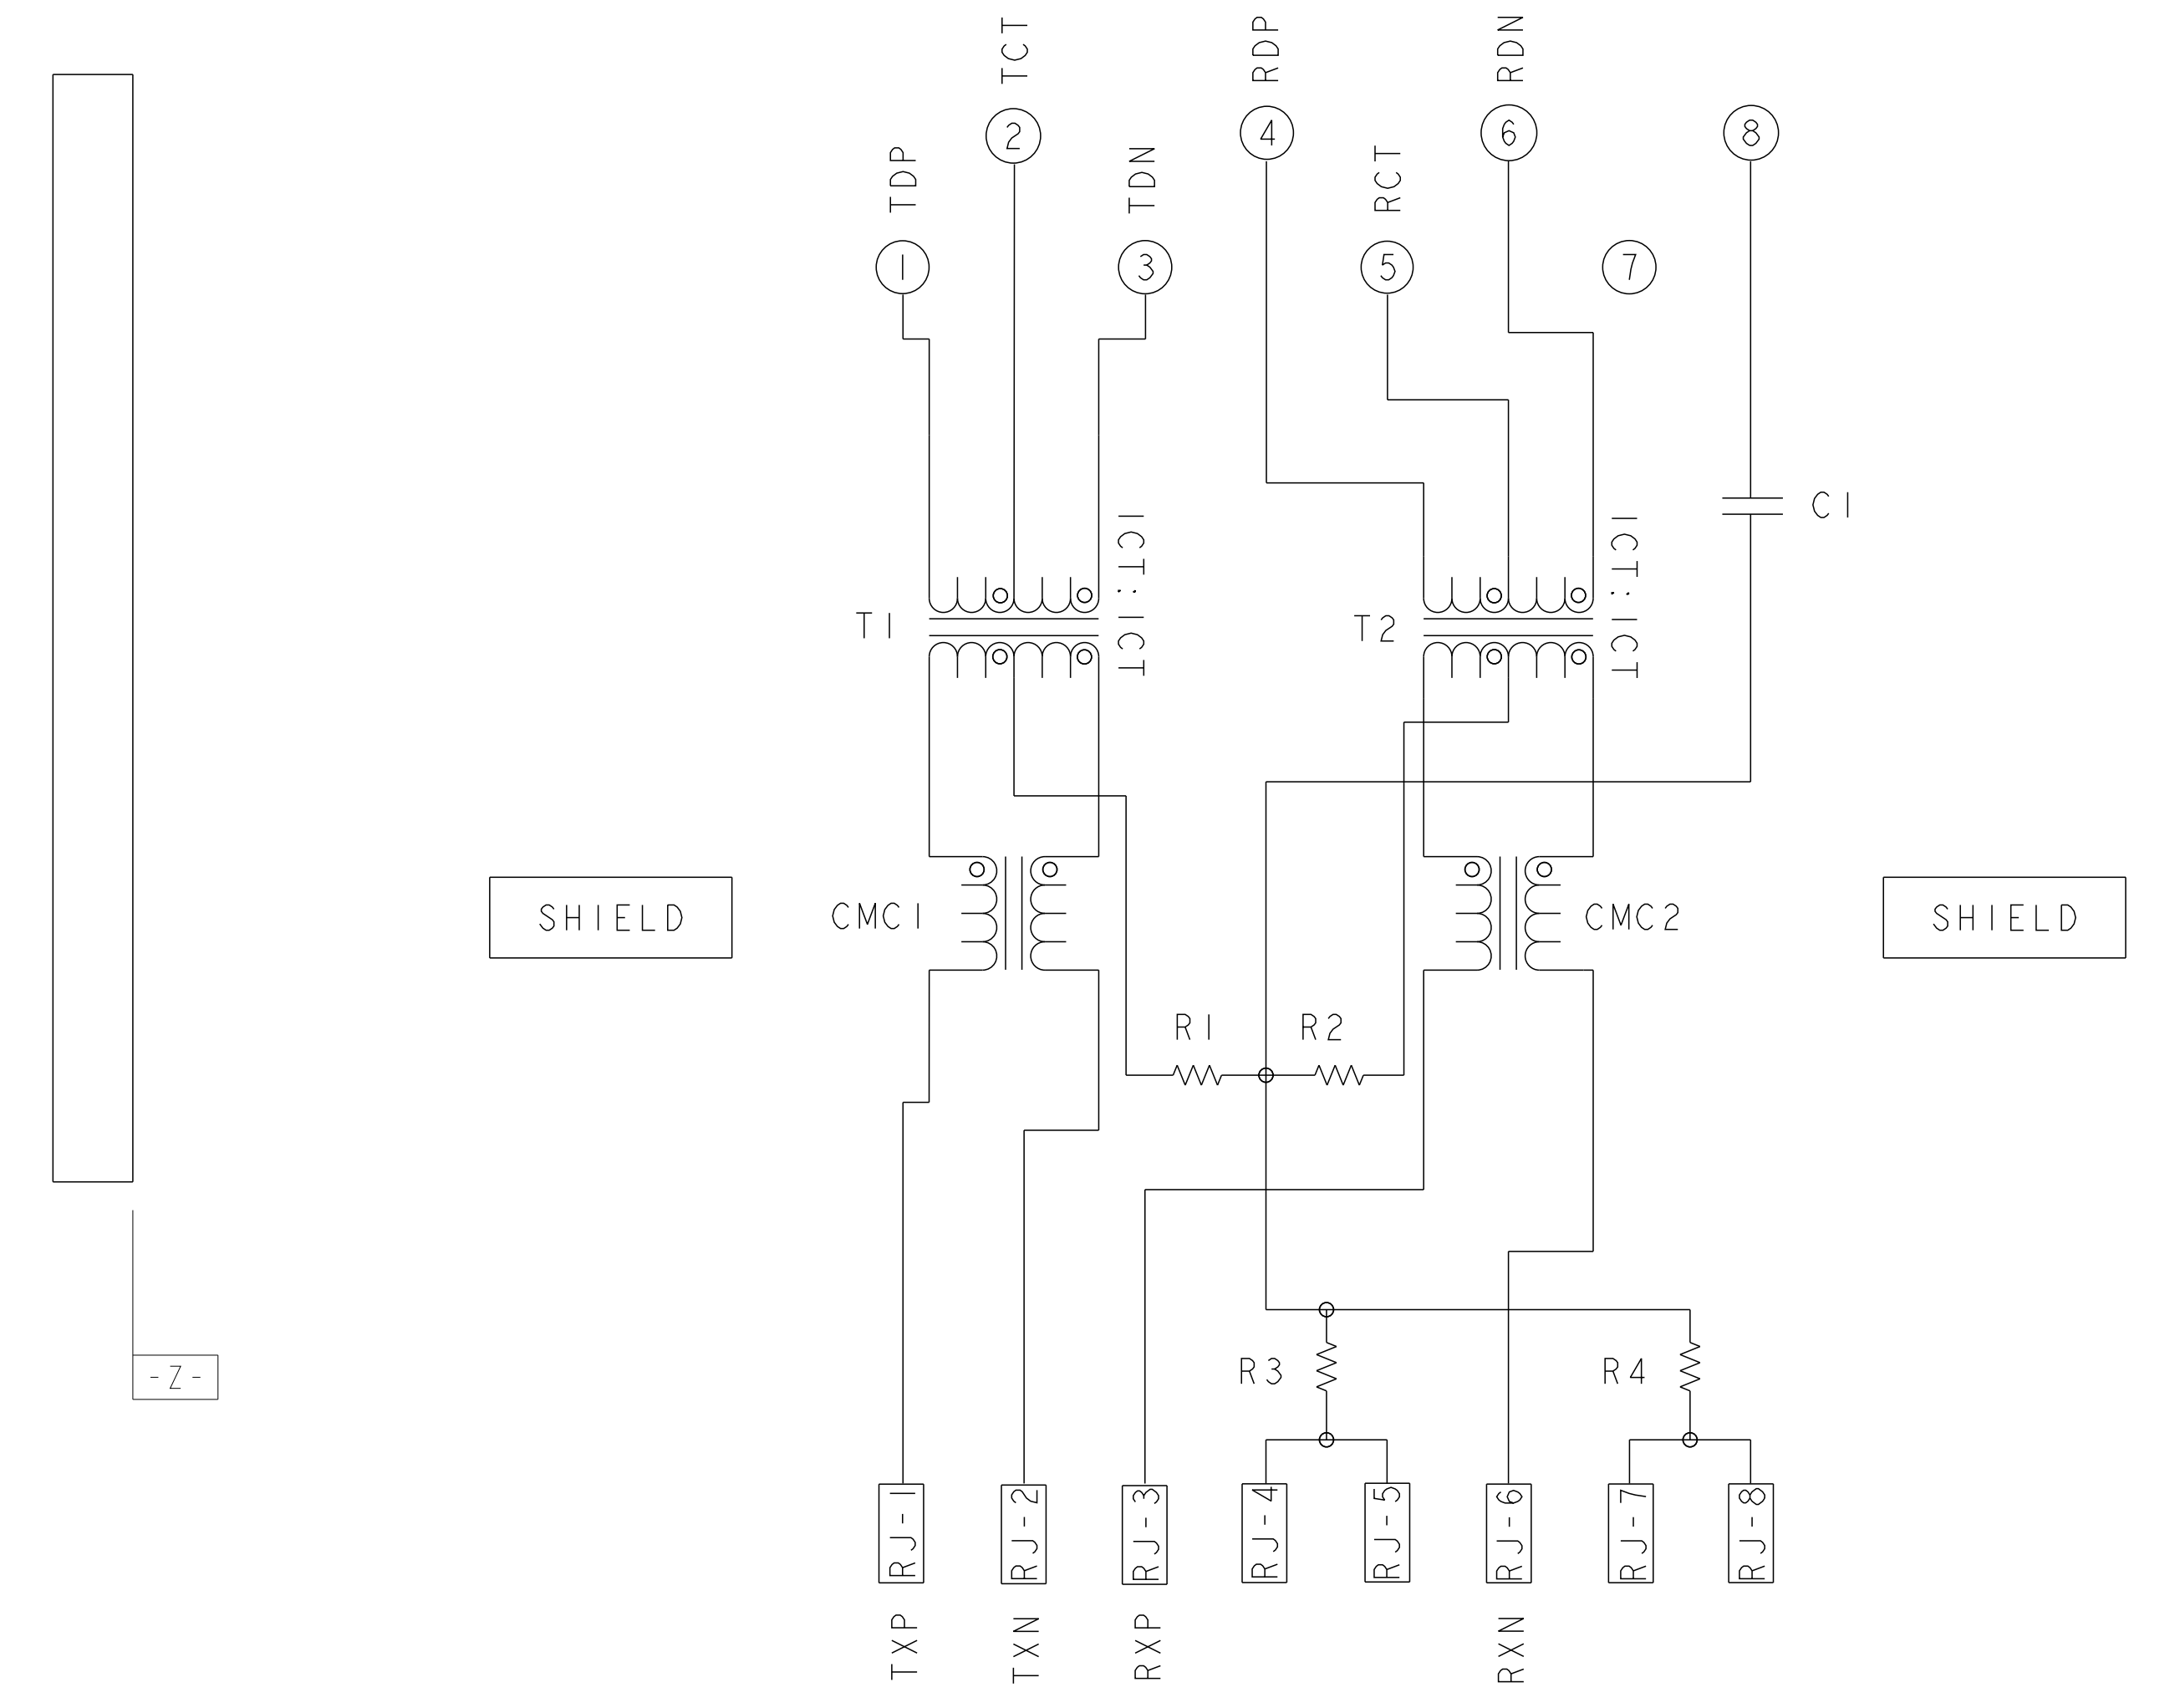 TCT
RDP
RDN
TDP
TDN
RCT
2
4
6
8
1
3
5
7
1CT:1CT
1CT:1CT
C1
T1
T2
SHIELD
CMC1
CMC2
SHIELD
R1
R2
-Z-
R3
R4
RJ-1
RJ-2
RJ-3
RJ-4
RJ-5
RJ-6
RJ-7
RJ-8
TXP
TXN
RXP
RXN